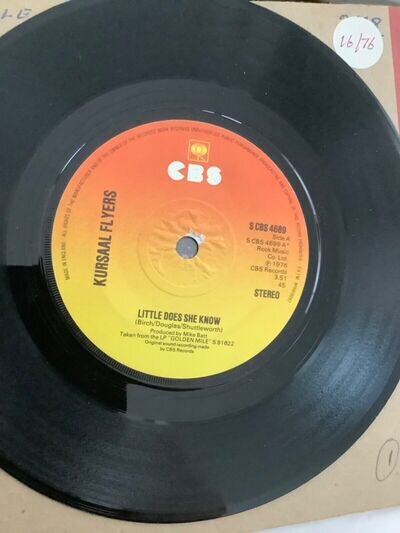 16/76
CBS
KURSAAL FLYERS
S CBS 4689
Side A
S CBS 4689 A
Rock Music
Co. Ltd.
℗ 1976
CBS Records
3.51
45
STEREO
MADE IN ENGLAND
LITTLE DOES SHE KNOW
(Birch/Douglas/Shuttleworth)
Produced by Mike Batt
Taken from the LP "GOLDEN MILE" S 81622
Original sound recording made
by CBS Records
1